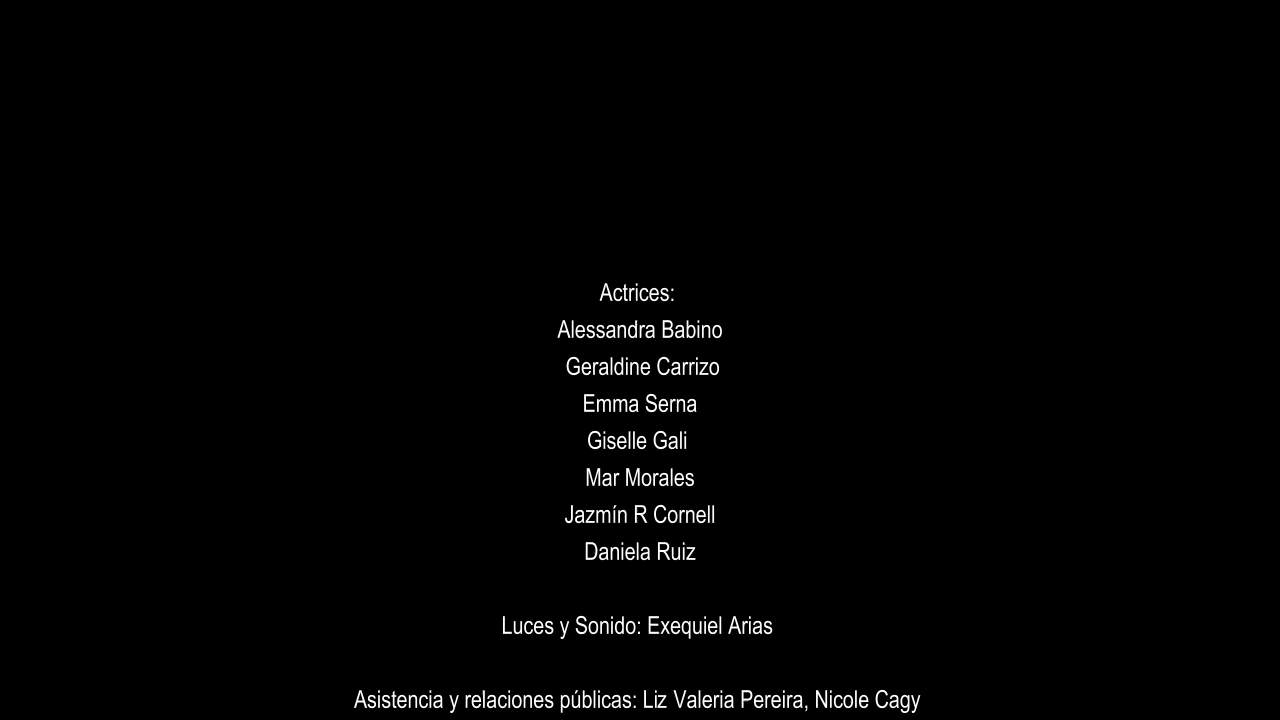 Actrices:
Alessandra Babino
Geraldine Carrizo
Emma Serna
Giselle Gali
Mar Morales
Jazmín R Cornell
Daniela Ruiz
Luces y Sonido: Exequiel Arias
Asistencia y relaciones públicas: Liz Valeria Pereira, Nicole Cagy